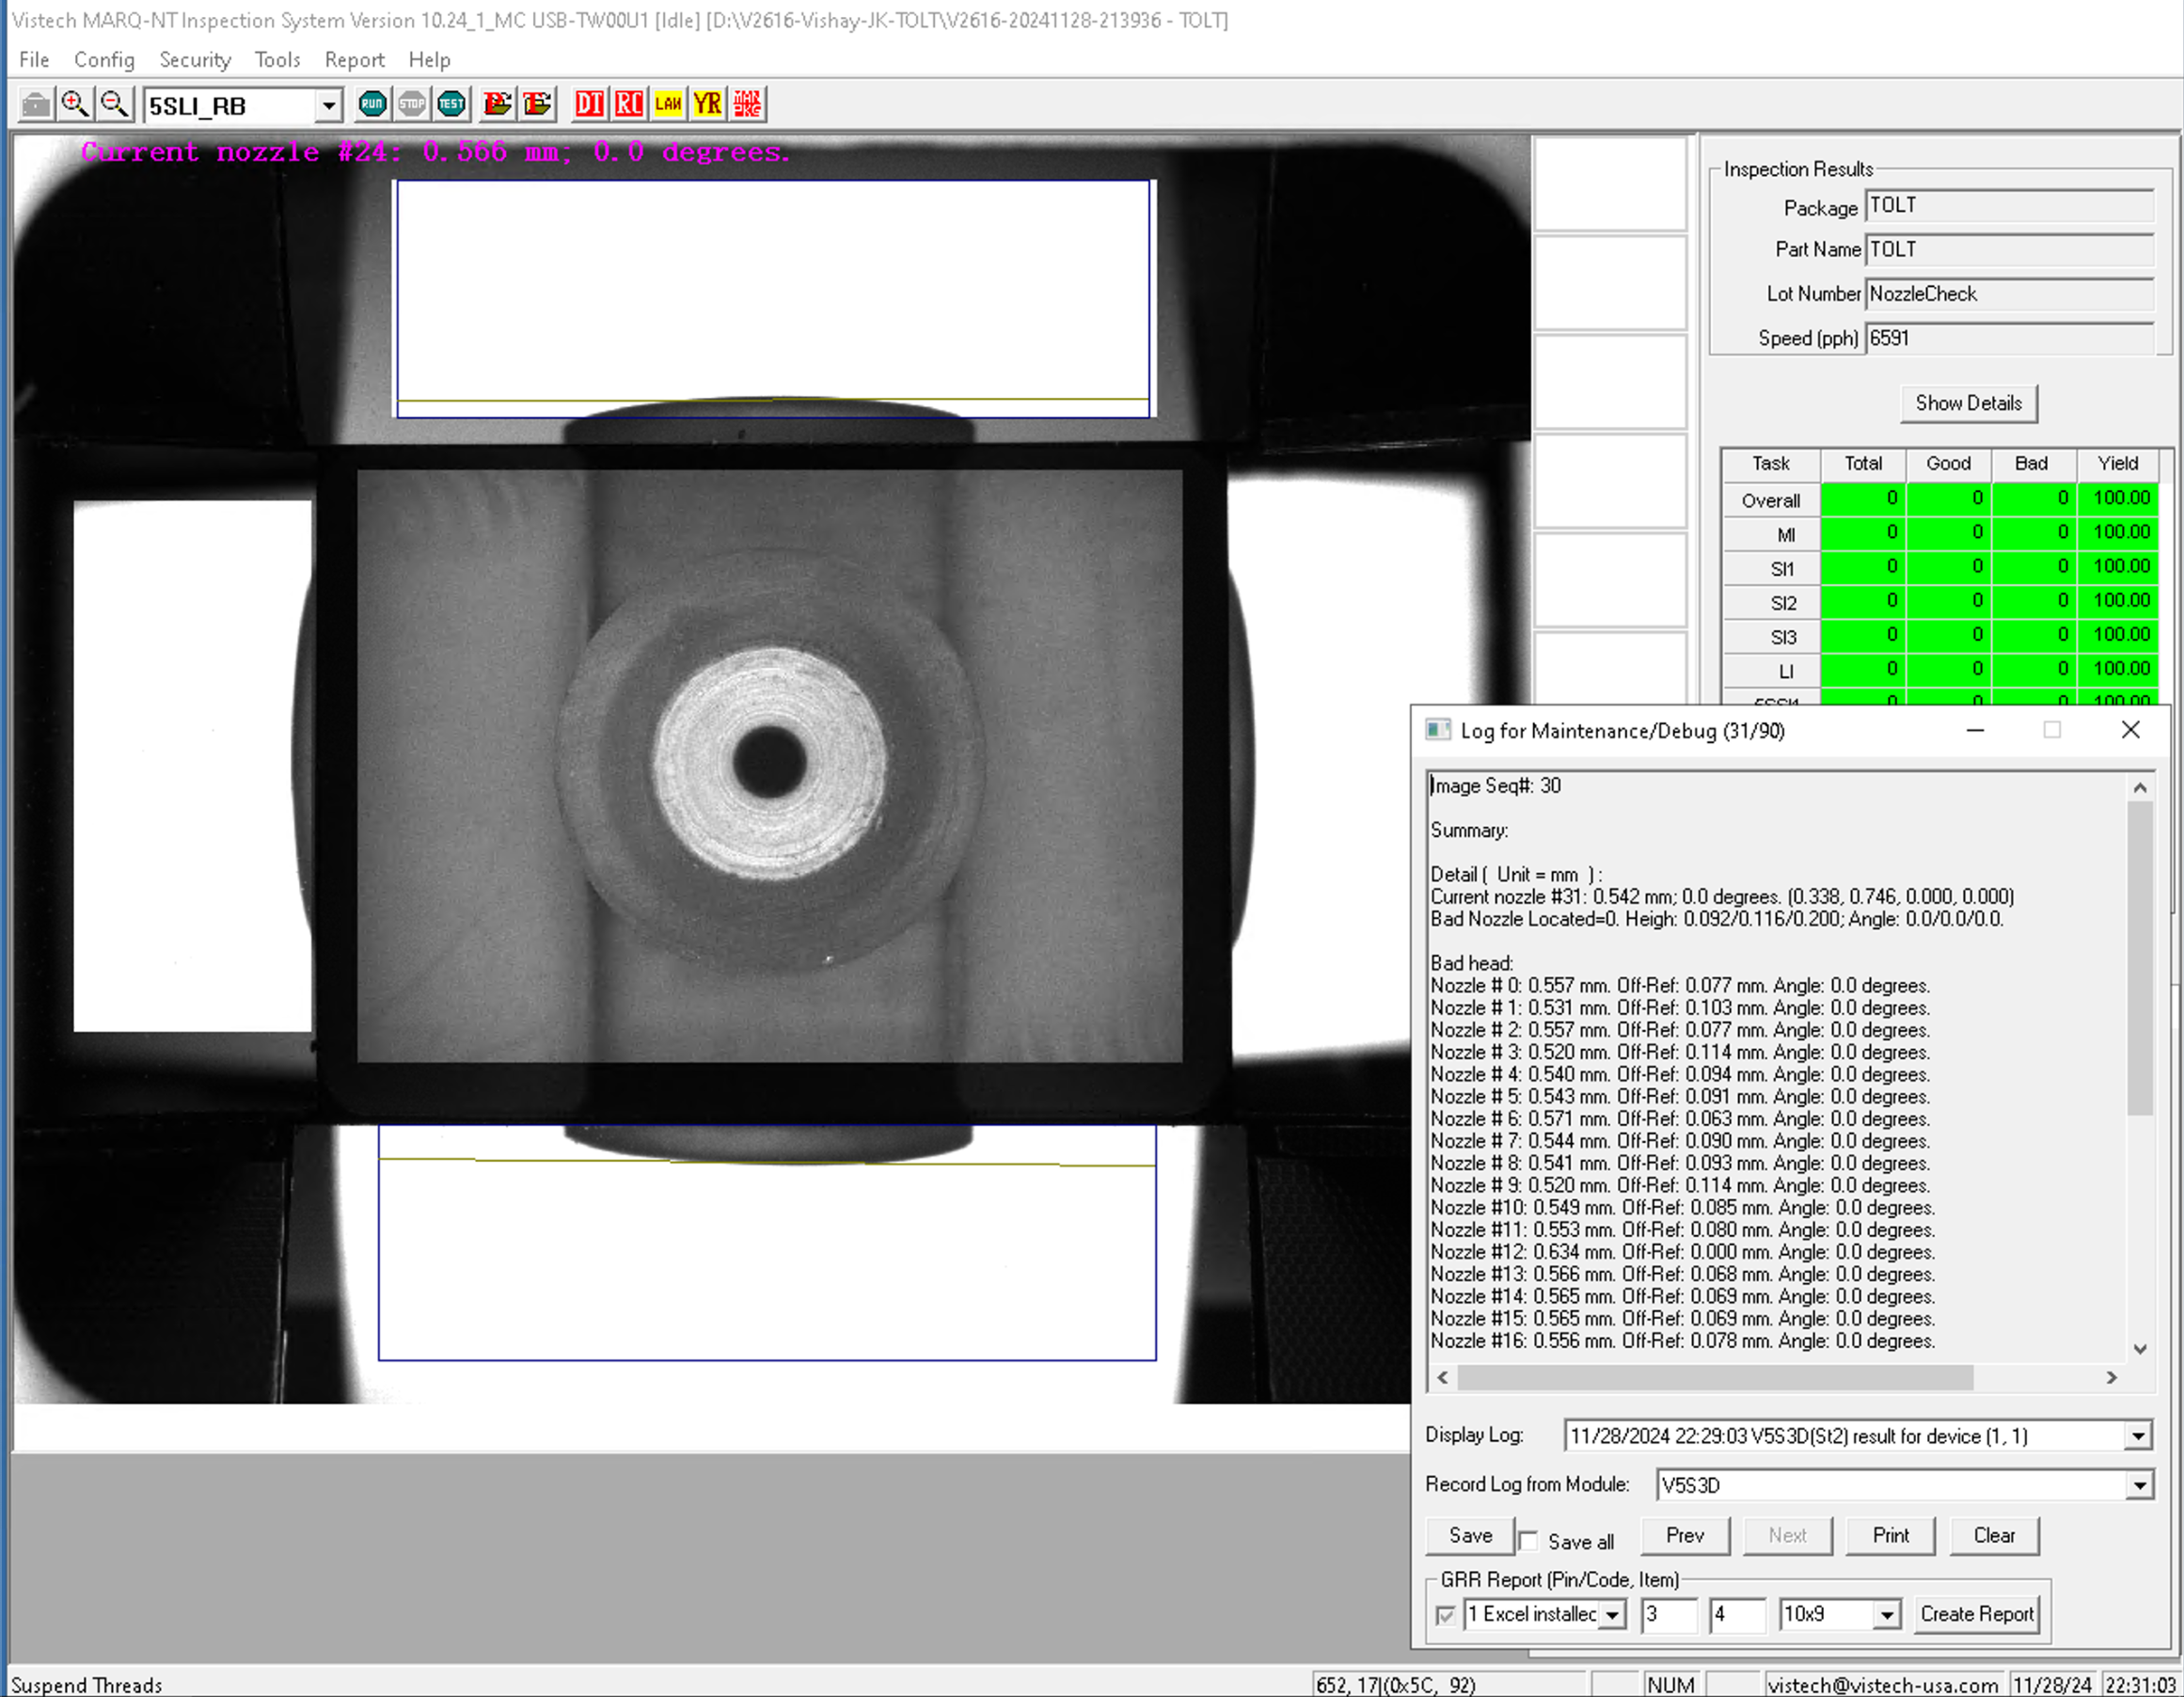 Vistech MARQ-NT Inspection System Version 10.24_1_MC USB-TW00U1 [Idle] [D:\V2616-Vishay-JK-TOLT\V2616-20241128-213936 - TOLT]
File Config Security Tools Report Help
5SLI_RB RUN STOP TEST DT RC LAN YR
Current nozzle #24: 0.566 mm; 0.0 degrees.
Inspection Results
Package TOLT
Part Name TOLT
Lot Number NozzleCheck
Speed (pph) 6591
Show Details
Task Total Good Bad Yield
Overall 0 0 0 100.00
MI 0 0 0 100.00
SI1 0 0 0 100.00
SI2 0 0 0 100.00
SI3 0 0 0 100.00
LI 0 0 0 100.00
Log for Maintenance/Debug (31/90)
Image Seq#: 30
Summary:
Detail ( Unit = mm ) :
Current nozzle #31: 0.542 mm; 0.0 degrees. (0.338, 0.746, 0.000, 0.000)
Bad Nozzle Located=0. Heigh: 0.092/0.116/0.200; Angle: 0.0/0.0/0.0.
Bad head:
Nozzle # 0: 0.557 mm. Off-Ref: 0.077 mm. Angle: 0.0 degrees.
Nozzle # 1: 0.531 mm. Off-Ref: 0.103 mm. Angle: 0.0 degrees.
Nozzle # 2: 0.557 mm. Off-Ref: 0.077 mm. Angle: 0.0 degrees.
Nozzle # 3: 0.520 mm. Off-Ref: 0.114 mm. Angle: 0.0 degrees.
Nozzle # 4: 0.540 mm. Off-Ref: 0.094 mm. Angle: 0.0 degrees.
Nozzle # 5: 0.543 mm. Off-Ref: 0.091 mm. Angle: 0.0 degrees.
Nozzle # 6: 0.571 mm. Off-Ref: 0.063 mm. Angle: 0.0 degrees.
Nozzle # 7: 0.544 mm. Off-Ref: 0.090 mm. Angle: 0.0 degrees.
Nozzle # 8: 0.541 mm. Off-Ref: 0.093 mm. Angle: 0.0 degrees.
Nozzle # 9: 0.520 mm. Off-Ref: 0.114 mm. Angle: 0.0 degrees.
Nozzle #10: 0.549 mm. Off-Ref: 0.085 mm. Angle: 0.0 degrees.
Nozzle #11: 0.553 mm. Off-Ref: 0.080 mm. Angle: 0.0 degrees.
Nozzle #12: 0.634 mm. Off-Ref: 0.000 mm. Angle: 0.0 degrees.
Nozzle #13: 0.566 mm. Off-Ref: 0.068 mm. Angle: 0.0 degrees.
Nozzle #14: 0.565 mm. Off-Ref: 0.069 mm. Angle: 0.0 degrees.
Nozzle #15: 0.565 mm. Off-Ref: 0.069 mm. Angle: 0.0 degrees.
Nozzle #16: 0.556 mm. Off-Ref: 0.078 mm. Angle: 0.0 degrees.
Display Log: 11/28/2024 22:29:03 V5S3D(St2) result for device (1, 1)
Record Log from Module: V5S3D
Save Save all Prev Next Print Clear
GRR Report (Pin/Code, Item)
1 Excel installec 3 4 10x9 Create Report
Suspend Threads 652, 17|(0x5C, 92) NUM vistech@vistech-usa.com 11/28/24 22:31:03